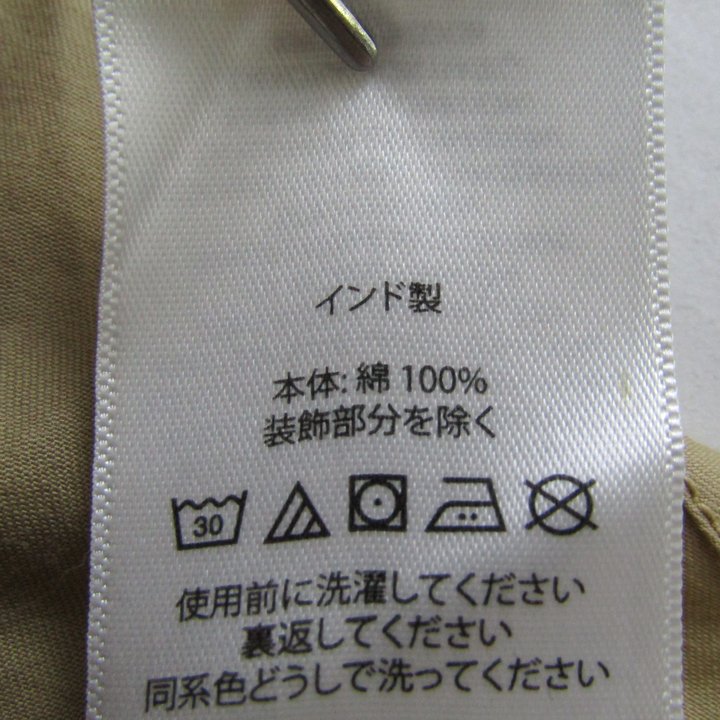 インド製
本体: 綿 100%
装飾部分を除く
30
使用前に洗濯してください
裏返してください
同系色どうしで洗ってください